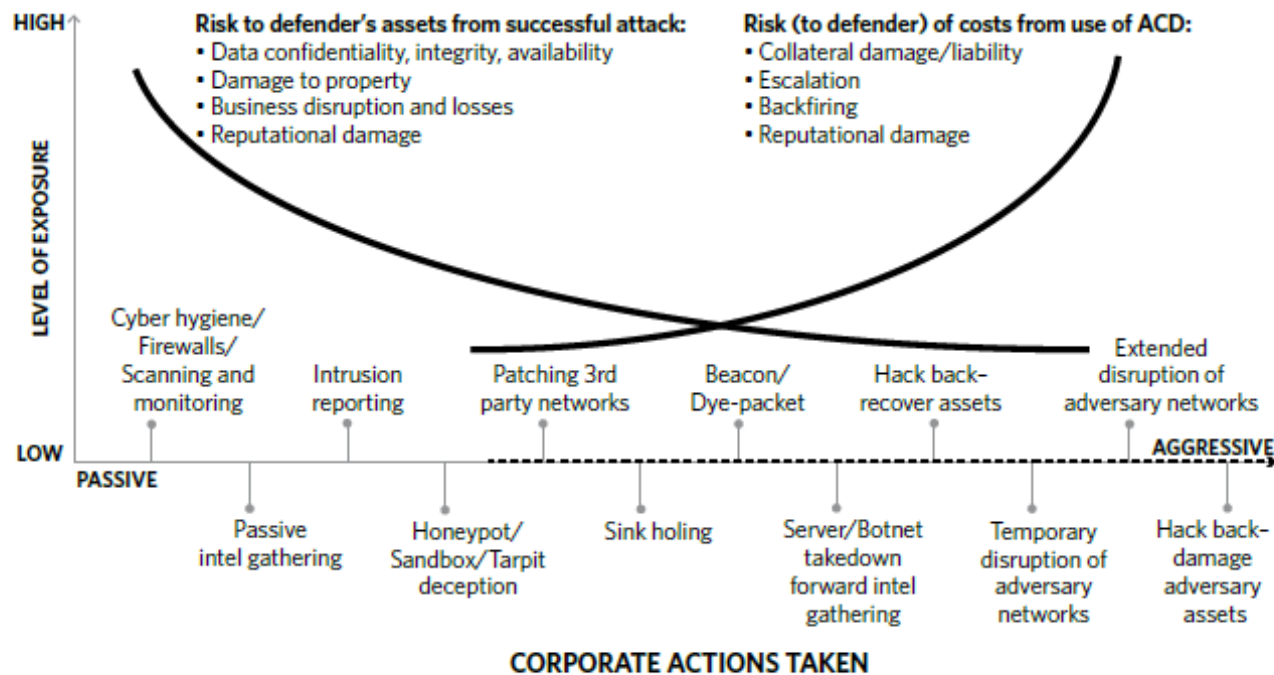 HIGH
Risk to defender's assets from successful attack:
• Data confidentiality, integrity, availability
• Damage to property
• Business disruption and losses
• Reputational damage
Risk (to defender) of costs from use of ACD:
• Collateral damage/liability
• Escalation
• Backfiring
• Reputational damage
LEVEL OF EXPOSURE
Cyber hygiene/
Firewalls/
Scanning and
monitoring
Intrusion
reporting
Patching 3rd
party networks
Beacon/
Dye-packet
Hack back–
recover assets
Extended
disruption of
adversary networks
LOW
PASSIVE
AGGRESSIVE
Passive
intel gathering
Honeypot/
Sandbox/Tarpit
deception
Sink holing
Server/Botnet
takedown
forward intel
gathering
Temporary
disruption of
adversary
networks
Hack back–
damage
adversary
assets
CORPORATE ACTIONS TAKEN